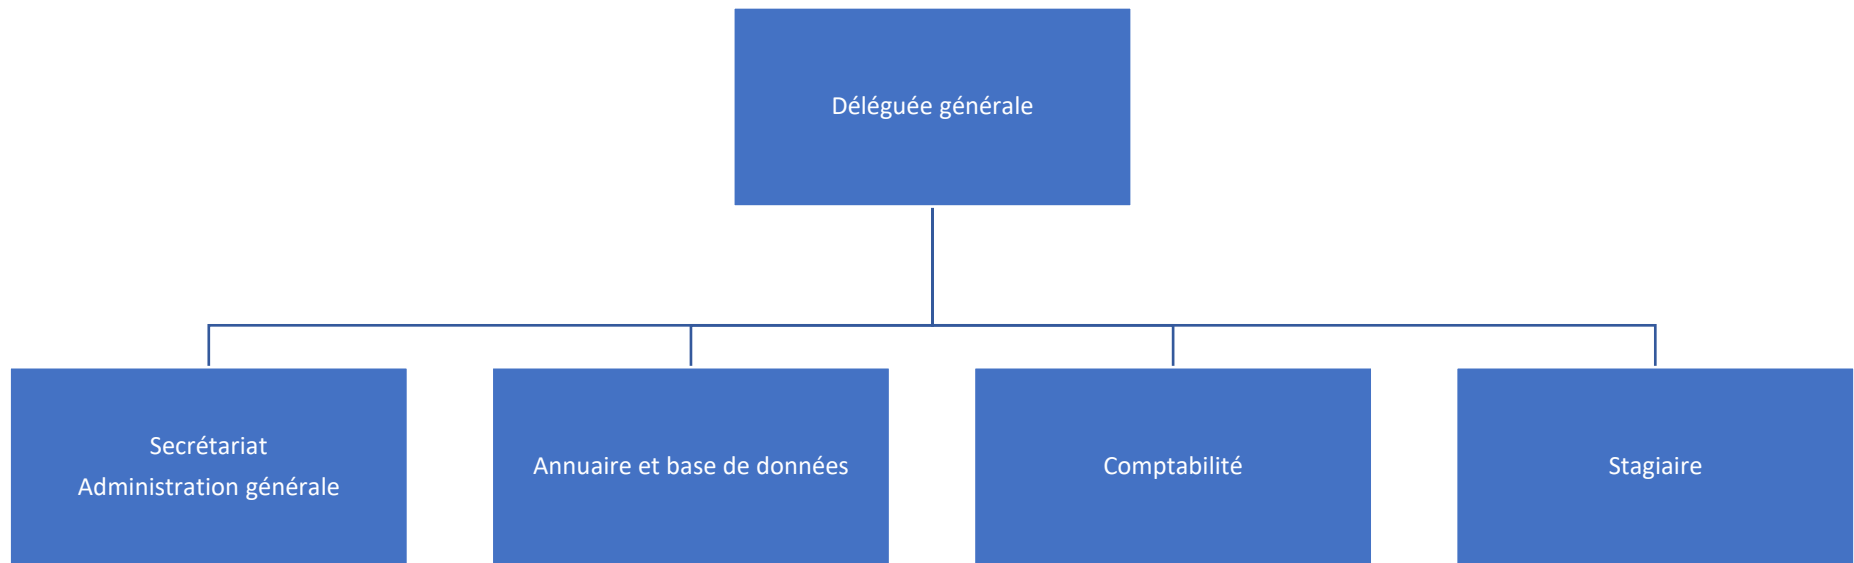 Déléguée générale
Secrétariat
Administration générale
Annuaire et base de données
Comptabilité
Stagiaire